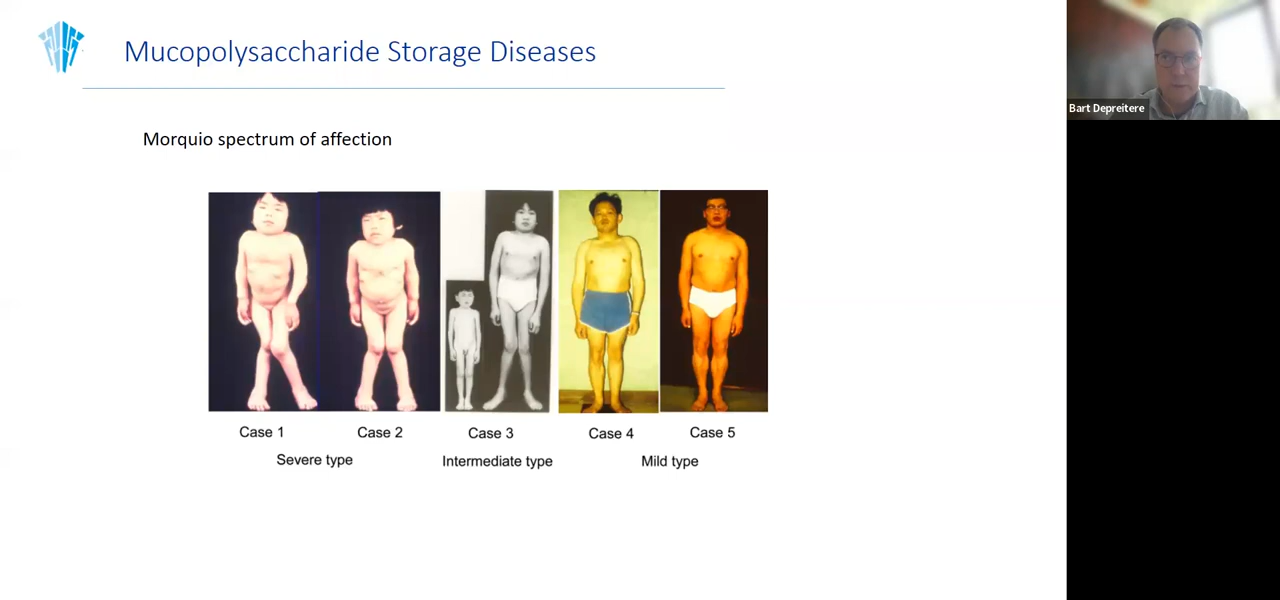 Mucopolysaccharide Storage Diseases
Bart Depreitere
Morquio spectrum of affection
Case 1 Case 2 Case 3 Case 4 Case 5
Severe type Intermediate type Mild type